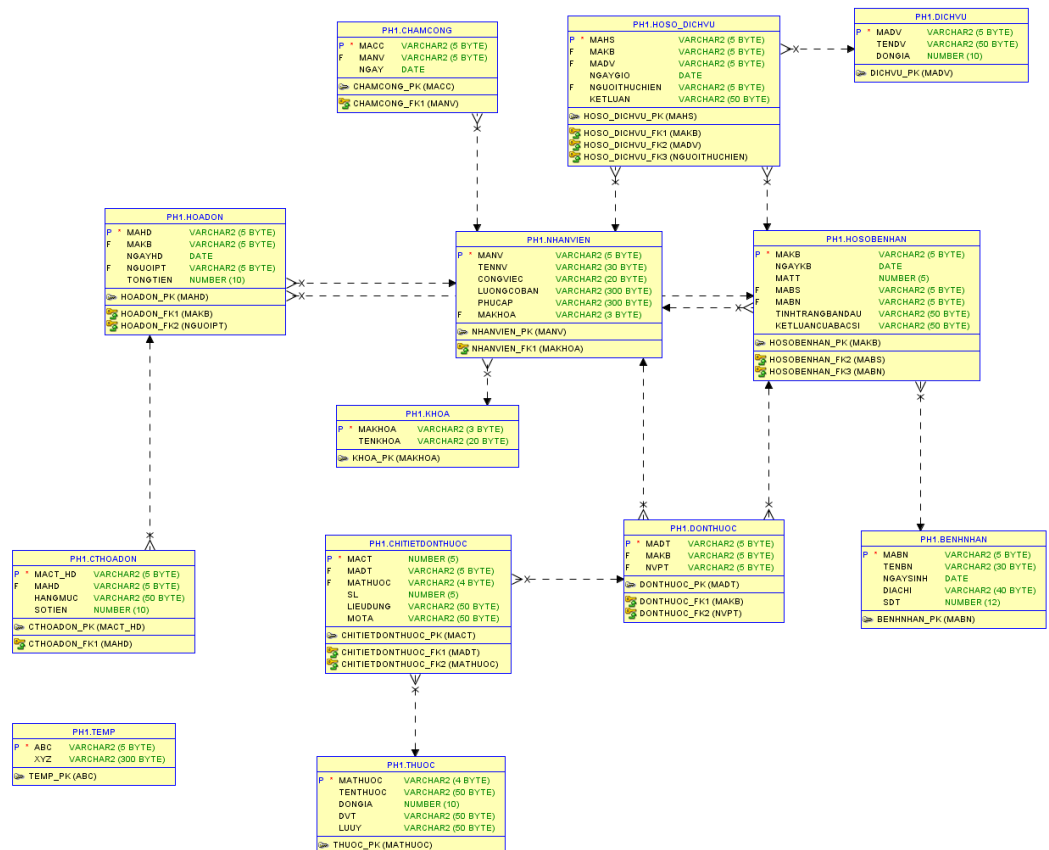 PH1.CHAMCONG
P * MACC VARCHAR2 (5 BYTE)
F MANV VARCHAR2 (5 BYTE)
NGAY DATE
CHAMCONG_PK (MACC)
CHAMCONG_FK1 (MANV)
PH1.HOSO_DICHVU
P * MAHS VARCHAR2 (5 BYTE)
F MAKB VARCHAR2 (5 BYTE)
F MADV VARCHAR2 (5 BYTE)
NGAYGIO DATE
F NGUOITHUCHIEN VARCHAR2 (5 BYTE)
KETLUAN VARCHAR2 (50 BYTE)
HOSO_DICHVU_PK (MAHS)
HOSO_DICHVU_FK1 (MAKB)
HOSO_DICHVU_FK2 (MADV)
HOSO_DICHVU_FK3 (NGUOITHUCHIEN)
PH1.DICHVU
P * MADV VARCHAR2 (5 BYTE)
TENDV VARCHAR2 (50 BYTE)
DONGIA NUMBER (10)
DICHVU_PK (MADV)
PH1.HOADON
P * MAHD VARCHAR2 (5 BYTE)
F MAKB VARCHAR2 (5 BYTE)
NGAYHD DATE
F NGUOIPT VARCHAR2 (5 BYTE)
TONGTIEN NUMBER (10)
HOADON_PK (MAHD)
HOADON_FK1 (MAKB)
HOADON_FK2 (NGUOIPT)
PH1.NHANVIEN
P * MANV VARCHAR2 (5 BYTE)
TENNV VARCHAR2 (30 BYTE)
CONGVIEC VARCHAR2 (20 BYTE)
LUONGCOBAN VARCHAR2 (300 BYTE)
PHUCAP VARCHAR2 (300 BYTE)
F MAKHOA VARCHAR2 (3 BYTE)
NHANVIEN_PK (MANV)
NHANVIEN_FK1 (MAKHOA)
PH1.HOSOBENHAN
P * MAKB VARCHAR2 (5 BYTE)
NGAYKB DATE
MATT NUMBER (5)
F MABS VARCHAR2 (5 BYTE)
F MABN VARCHAR2 (5 BYTE)
TINHTRANGBANDAU VARCHAR2 (50 BYTE)
KETLUANCUABACSI VARCHAR2 (50 BYTE)
HOSOBENHAN_PK (MAKB)
HOSOBENHAN_FK2 (MABS)
HOSOBENHAN_FK3 (MABN)
PH1.KHOA
P * MAKHOA VARCHAR2 (3 BYTE)
TENKHOA VARCHAR2 (20 BYTE)
KHOA_PK (MAKHOA)
PH1.CTHOADON
P * MACT_HD VARCHAR2 (5 BYTE)
F MAHD VARCHAR2 (5 BYTE)
HANGMUC VARCHAR2 (50 BYTE)
SOTIEN NUMBER (10)
CTHOADON_PK (MACT_HD)
CTHOADON_FK1 (MAHD)
PH1.CHITIETDONTHUOC
P * MACT NUMBER (5)
F MADT VARCHAR2 (5 BYTE)
F MATHUOC VARCHAR2 (4 BYTE)
SL NUMBER (5)
LIEUDUNG VARCHAR2 (50 BYTE)
MOTA VARCHAR2 (50 BYTE)
CHITIETDONTHUOC_PK (MACT)
CHITIETDONTHUOC_FK1 (MADT)
CHITIETDONTHUOC_FK2 (MATHUOC)
PH1.DONTHUOC
P * MADT VARCHAR2 (5 BYTE)
F MAKB VARCHAR2 (5 BYTE)
F NVPT VARCHAR2 (5 BYTE)
DONTHUOC_PK (MADT)
DONTHUOC_FK1 (MAKB)
DONTHUOC_FK2 (NVPT)
PH1.BENHNHAN
P * MABN VARCHAR2 (5 BYTE)
TENBN VARCHAR2 (30 BYTE)
NGAYSINH DATE
DIACHI VARCHAR2 (40 BYTE)
SDT NUMBER (12)
BENHNHAN_PK (MABN)
PH1.TEMP
P * ABC VARCHAR2 (5 BYTE)
XYZ VARCHAR2 (300 BYTE)
TEMP_PK (ABC)
PH1.THUOC
P * MATHUOC VARCHAR2 (4 BYTE)
TENTHUOC VARCHAR2 (50 BYTE)
DONGIA NUMBER (10)
DVT VARCHAR2 (50 BYTE)
LUUY VARCHAR2 (50 BYTE)
THUOC_PK (MATHUOC)